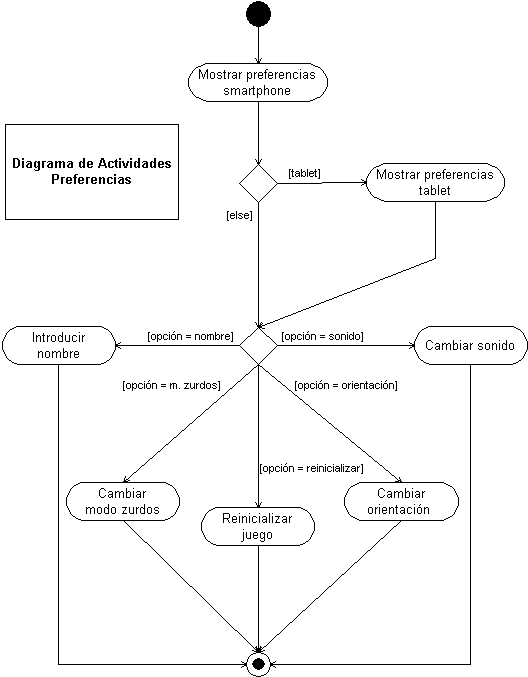 Mostrar preferencias
smartphone
Diagrama de Actividades
Preferencias
[tablet]
Mostrar preferencias
tablet
[else]
Introducir
nombre
[opción = nombre]
[opción = sonido]
Cambiar sonido
[opción = m. zurdos]
[opción = orientación]
[opción = reinicializar]
Cambiar
modo zurdos
Reinicializar
juego
Cambiar
orientación